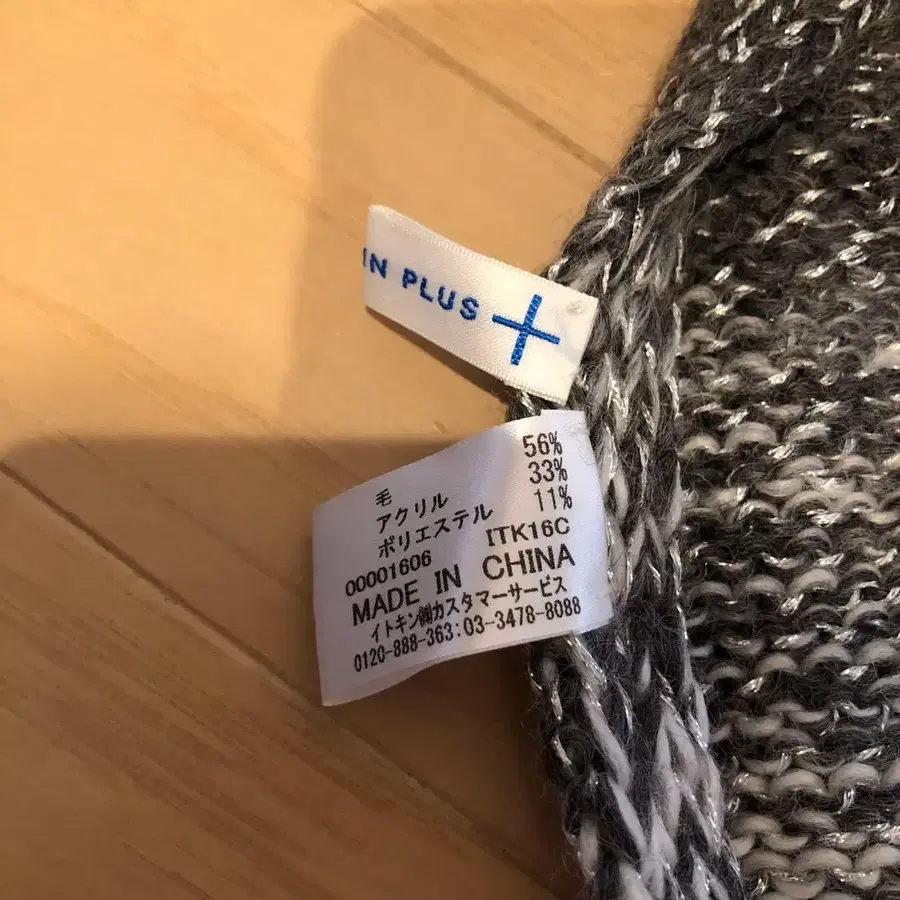 IN PLUS +
毛 56%
アクリル 33%
ポリエステル 11%
00001606 ITK16C
MADE IN CHINA
イトキン㈱カスタマーサービス
0120-888-363:03-3478-8088